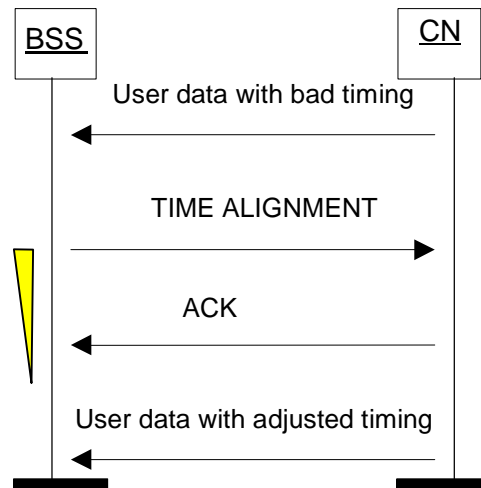 BSS
CN
User data with bad timing
TIME ALIGNMENT
ACK
User data with adjusted timing